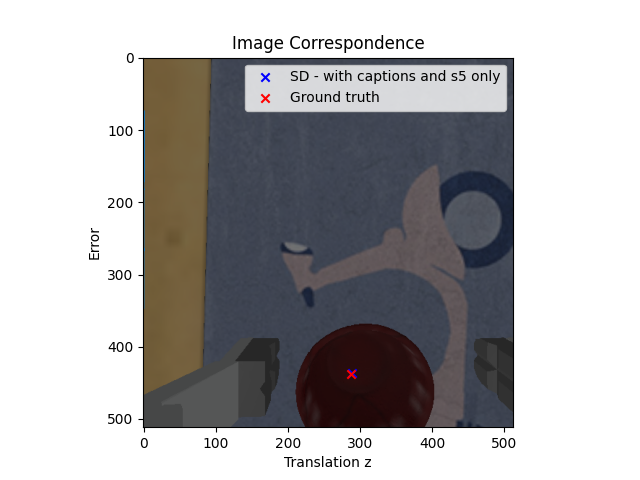 Image Correspondence
SD - with captions and s5 only
Ground truth
Error
0
100
200
300
400
500
0 100 200 300 400 500
Translation z